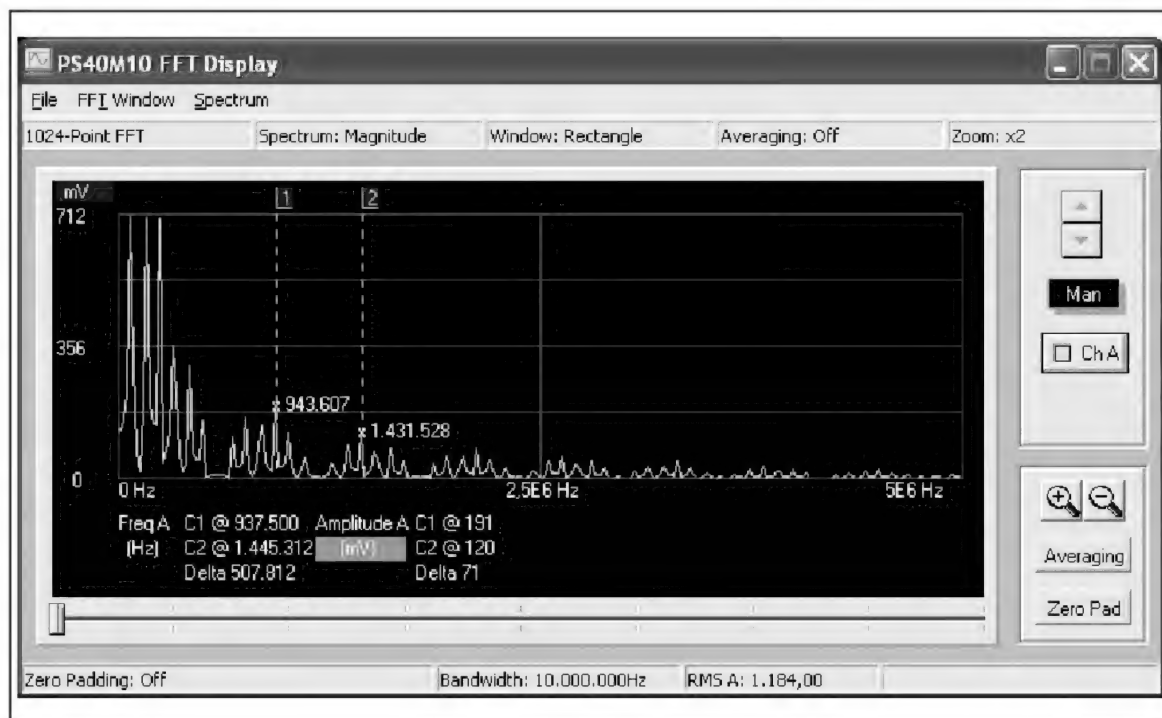 PS40M10 FFT Display
File FFT Window Spectrum
1024-Point FFT Spectrum: Magnitude Window: Rectangle Averaging: Off Zoom: x2
mV
712
1 2
356
943.607
1.431.528
0
0 Hz 2,5E6 Hz 5E6 Hz
Freq A C1 @ 937.500 Amplitude A C1 @ 191
(Hz) C2 @ 1.445.312 (mV) C2 @ 120
Delta 507.812 Delta 71
Man
Ch A
Averaging
Zero Pad
Zero Padding: Off Bandwidth: 10.000.000Hz RMS A: 1.184,00